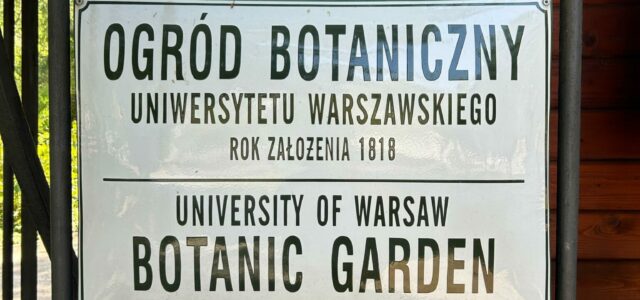 OGRÓD BOTANICZNY
UNIWERSYTETU WARSZAWSKIEGO
ROK ZAŁOŻENIA 1818
UNIVERSITY OF WARSAW
BOTANIC GARDEN